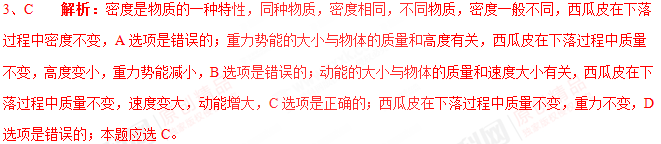 3、C 解析：密度是物质的一种特性，同种物质，密度相同，不同物质，密度一般不同，西瓜皮在下落
过程中密度不变，A 选项是错误的；重力势能的大小与物体的质量和高度有关，西瓜皮在下落过程中质量
不变，高度变小，重力势能减小，B 选项是错误的；动能的大小与物体的质量和速度大小有关，西瓜皮在下
落过程中质量不变，速度变大，动能增大，C 选项是正确的；西瓜皮在下落过程中质量不变，重力不变，D
选项是错误的；本题应选 C。